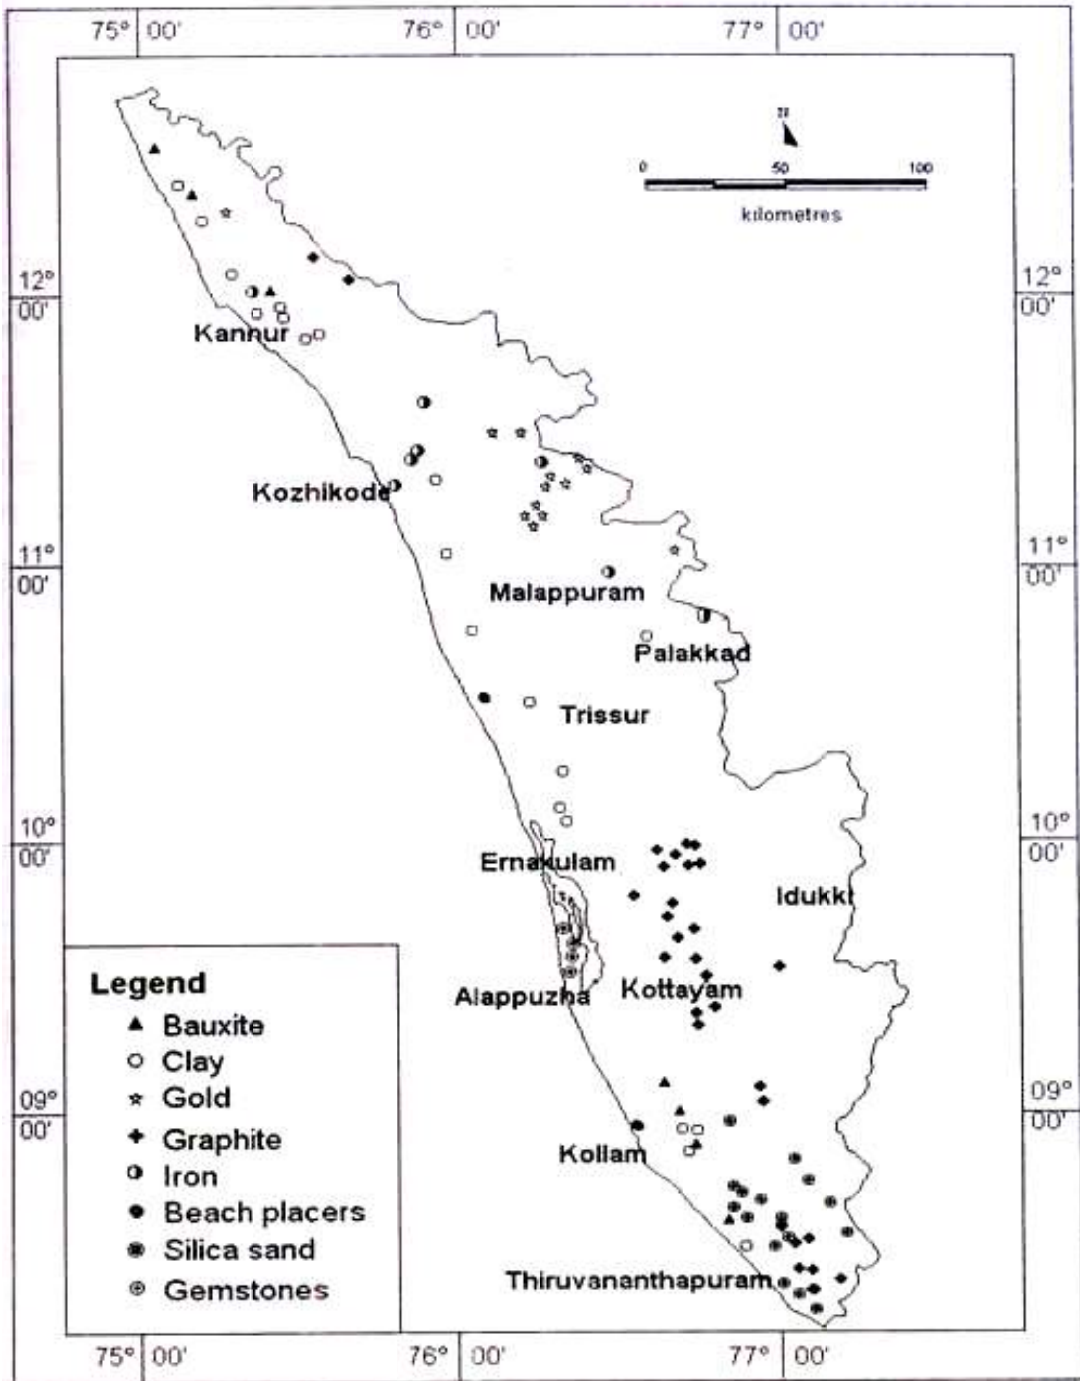 75° 00' 76° 00' 77° 00'
0 50 100
kilometres
12° 12°
00' 00'
Kannur
Kozhikode
11° 11°
00' 00'
Malappuram
Palakkad
Trissur
10° 10°
00' 00'
Ernakulam
Idukki
Legend
Alappuzha Kottayam
Bauxite
Clay
Gold
09° 09°
00' 00'
Graphite
Kollam
Iron
Beach placers
Silica sand
Thiruvananthapuram
Gemstones
75° 00' 76° 00' 77° 00'